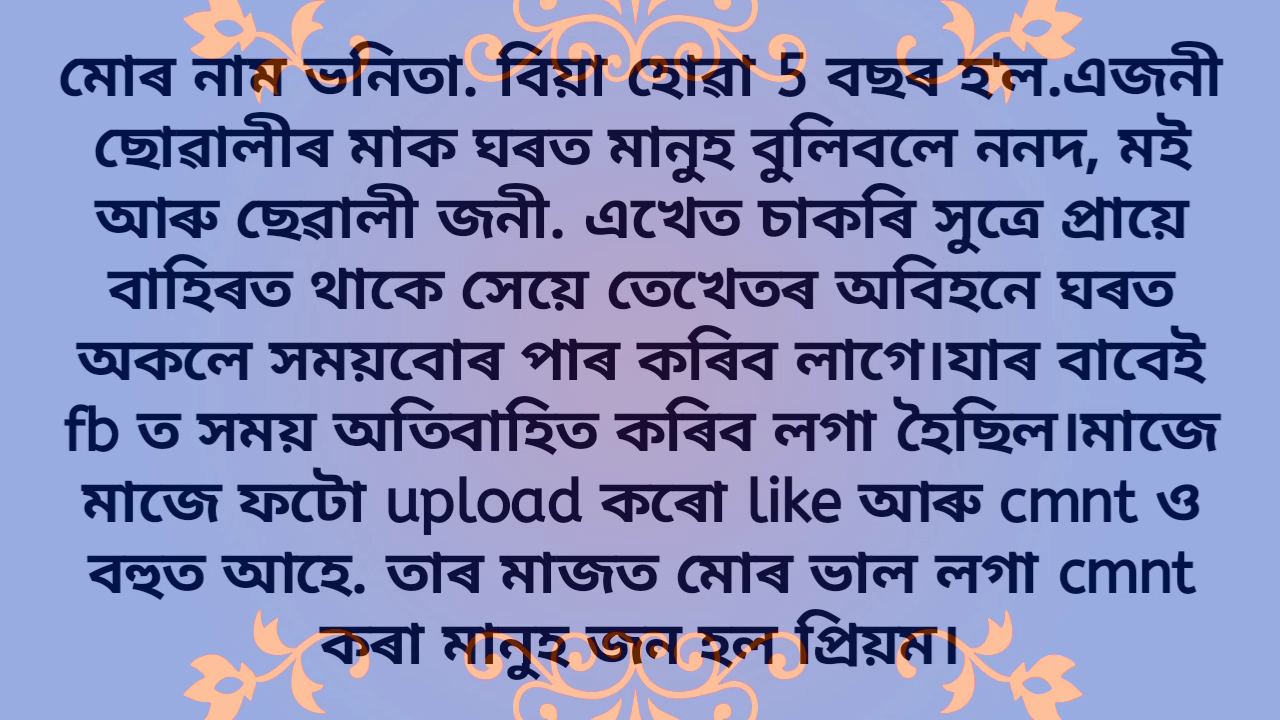 মোৰ নাম ভনিতা. বিয়া হোৱা 5 বছৰ হ'ল.এজনী
ছোৱালীৰ মাক ঘৰত মানুহ বুলিবলে ননদ, মই
আৰু ছেৱালী জনী. এখেত চাকৰি সুত্ৰে প্ৰায়ে
বাহিৰত থাকে সেয়ে তেখেতৰ অবিহনে ঘৰত
অকলে সময়বোৰ পাৰ কৰিব লাগে।যাৰ বাবেই
fb ত সময় অতিবাহিত কৰিব লগা হৈছিল।মাজে
মাজে ফটো upload কৰো like আৰু cmnt ও
বহুত আহে. তাৰ মাজত মোৰ ভাল লগা cmnt
কৰা মানুহ জন হল প্ৰিয়ম।